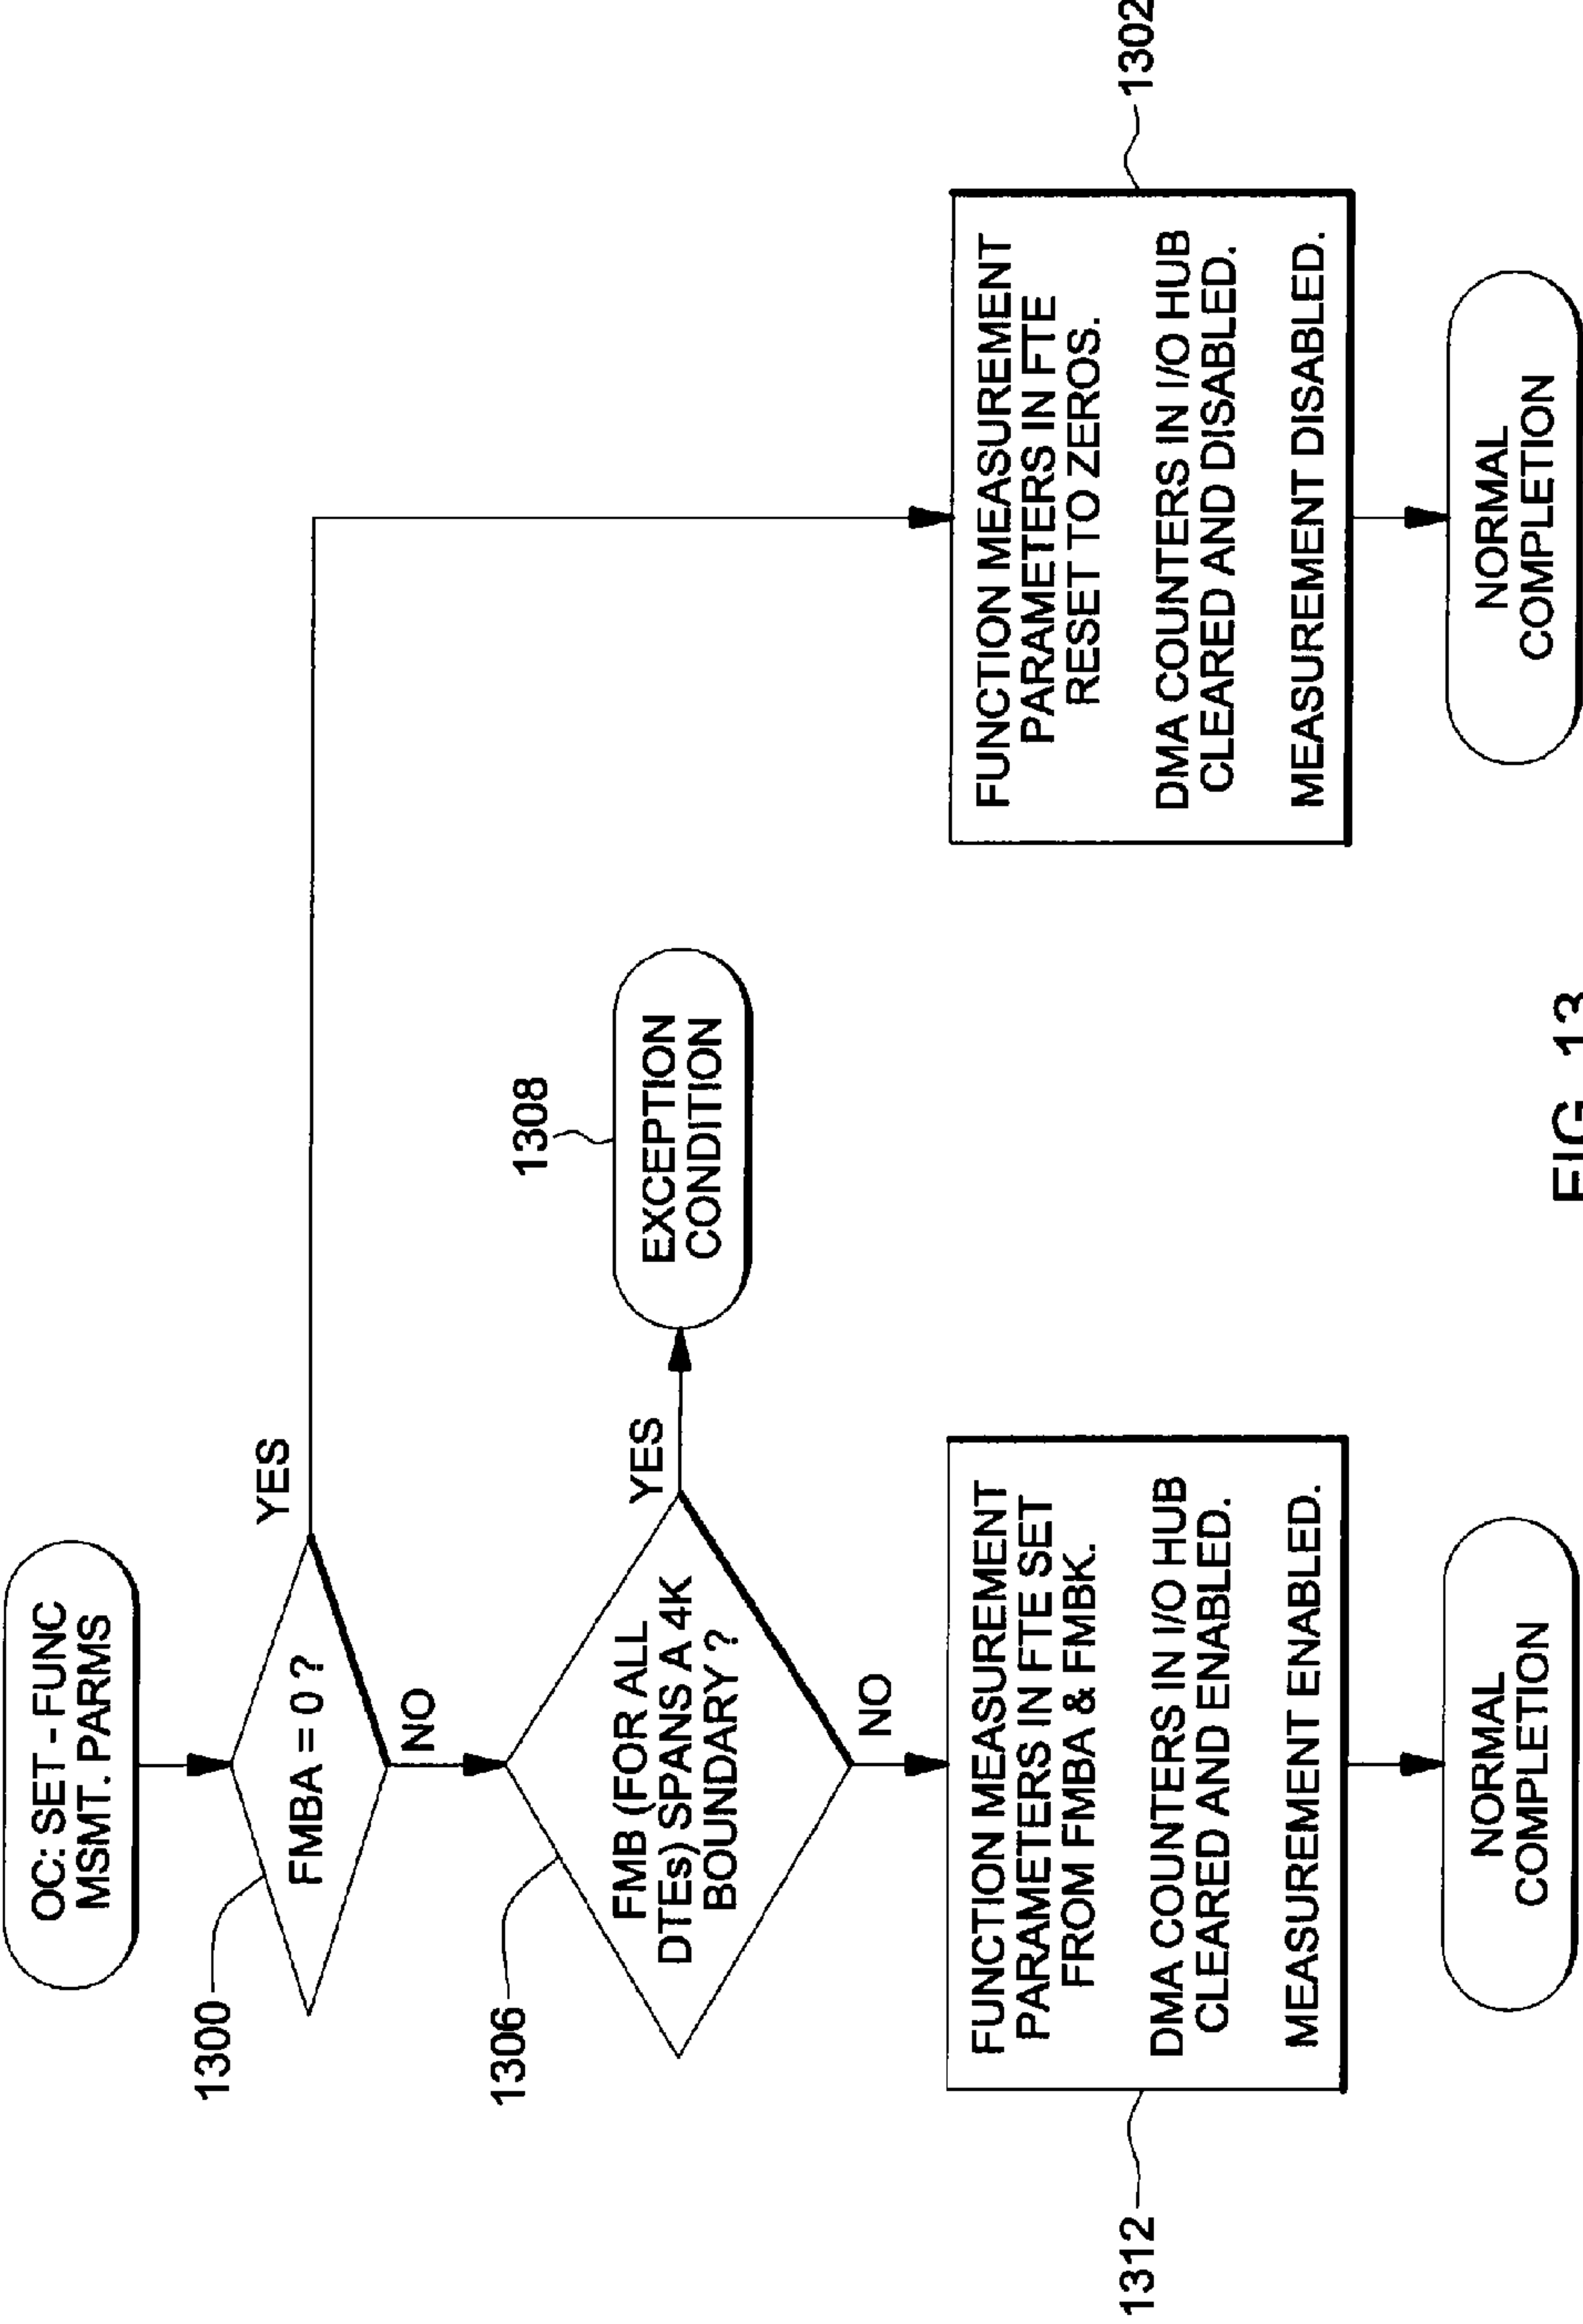 OC: SET - FUNC
MSMT. PARMS
1300
FMBA = 0 ?
YES
NO
1306
FMB (FOR ALL
DTEs) SPANS A 4K
BOUNDARY ?
YES
1308
EXCEPTION
CONDITION
NO
1312
FUNCTION MEASUREMENT
PARAMETERS IN FTE SET
FROM FMBA & FMBK.
DMA COUNTERS IN I/O HUB
CLEARED AND ENABLED.
MEASUREMENT ENABLED.
NORMAL
COMPLETION
1302
FUNCTION MEASUREMENT
PARAMETERS IN FTE
RESET TO ZEROS.
DMA COUNTERS IN I/O HUB
CLEARED AND DISABLED.
MEASUREMENT DISABLED.
NORMAL
COMPLETION
FIG. 13